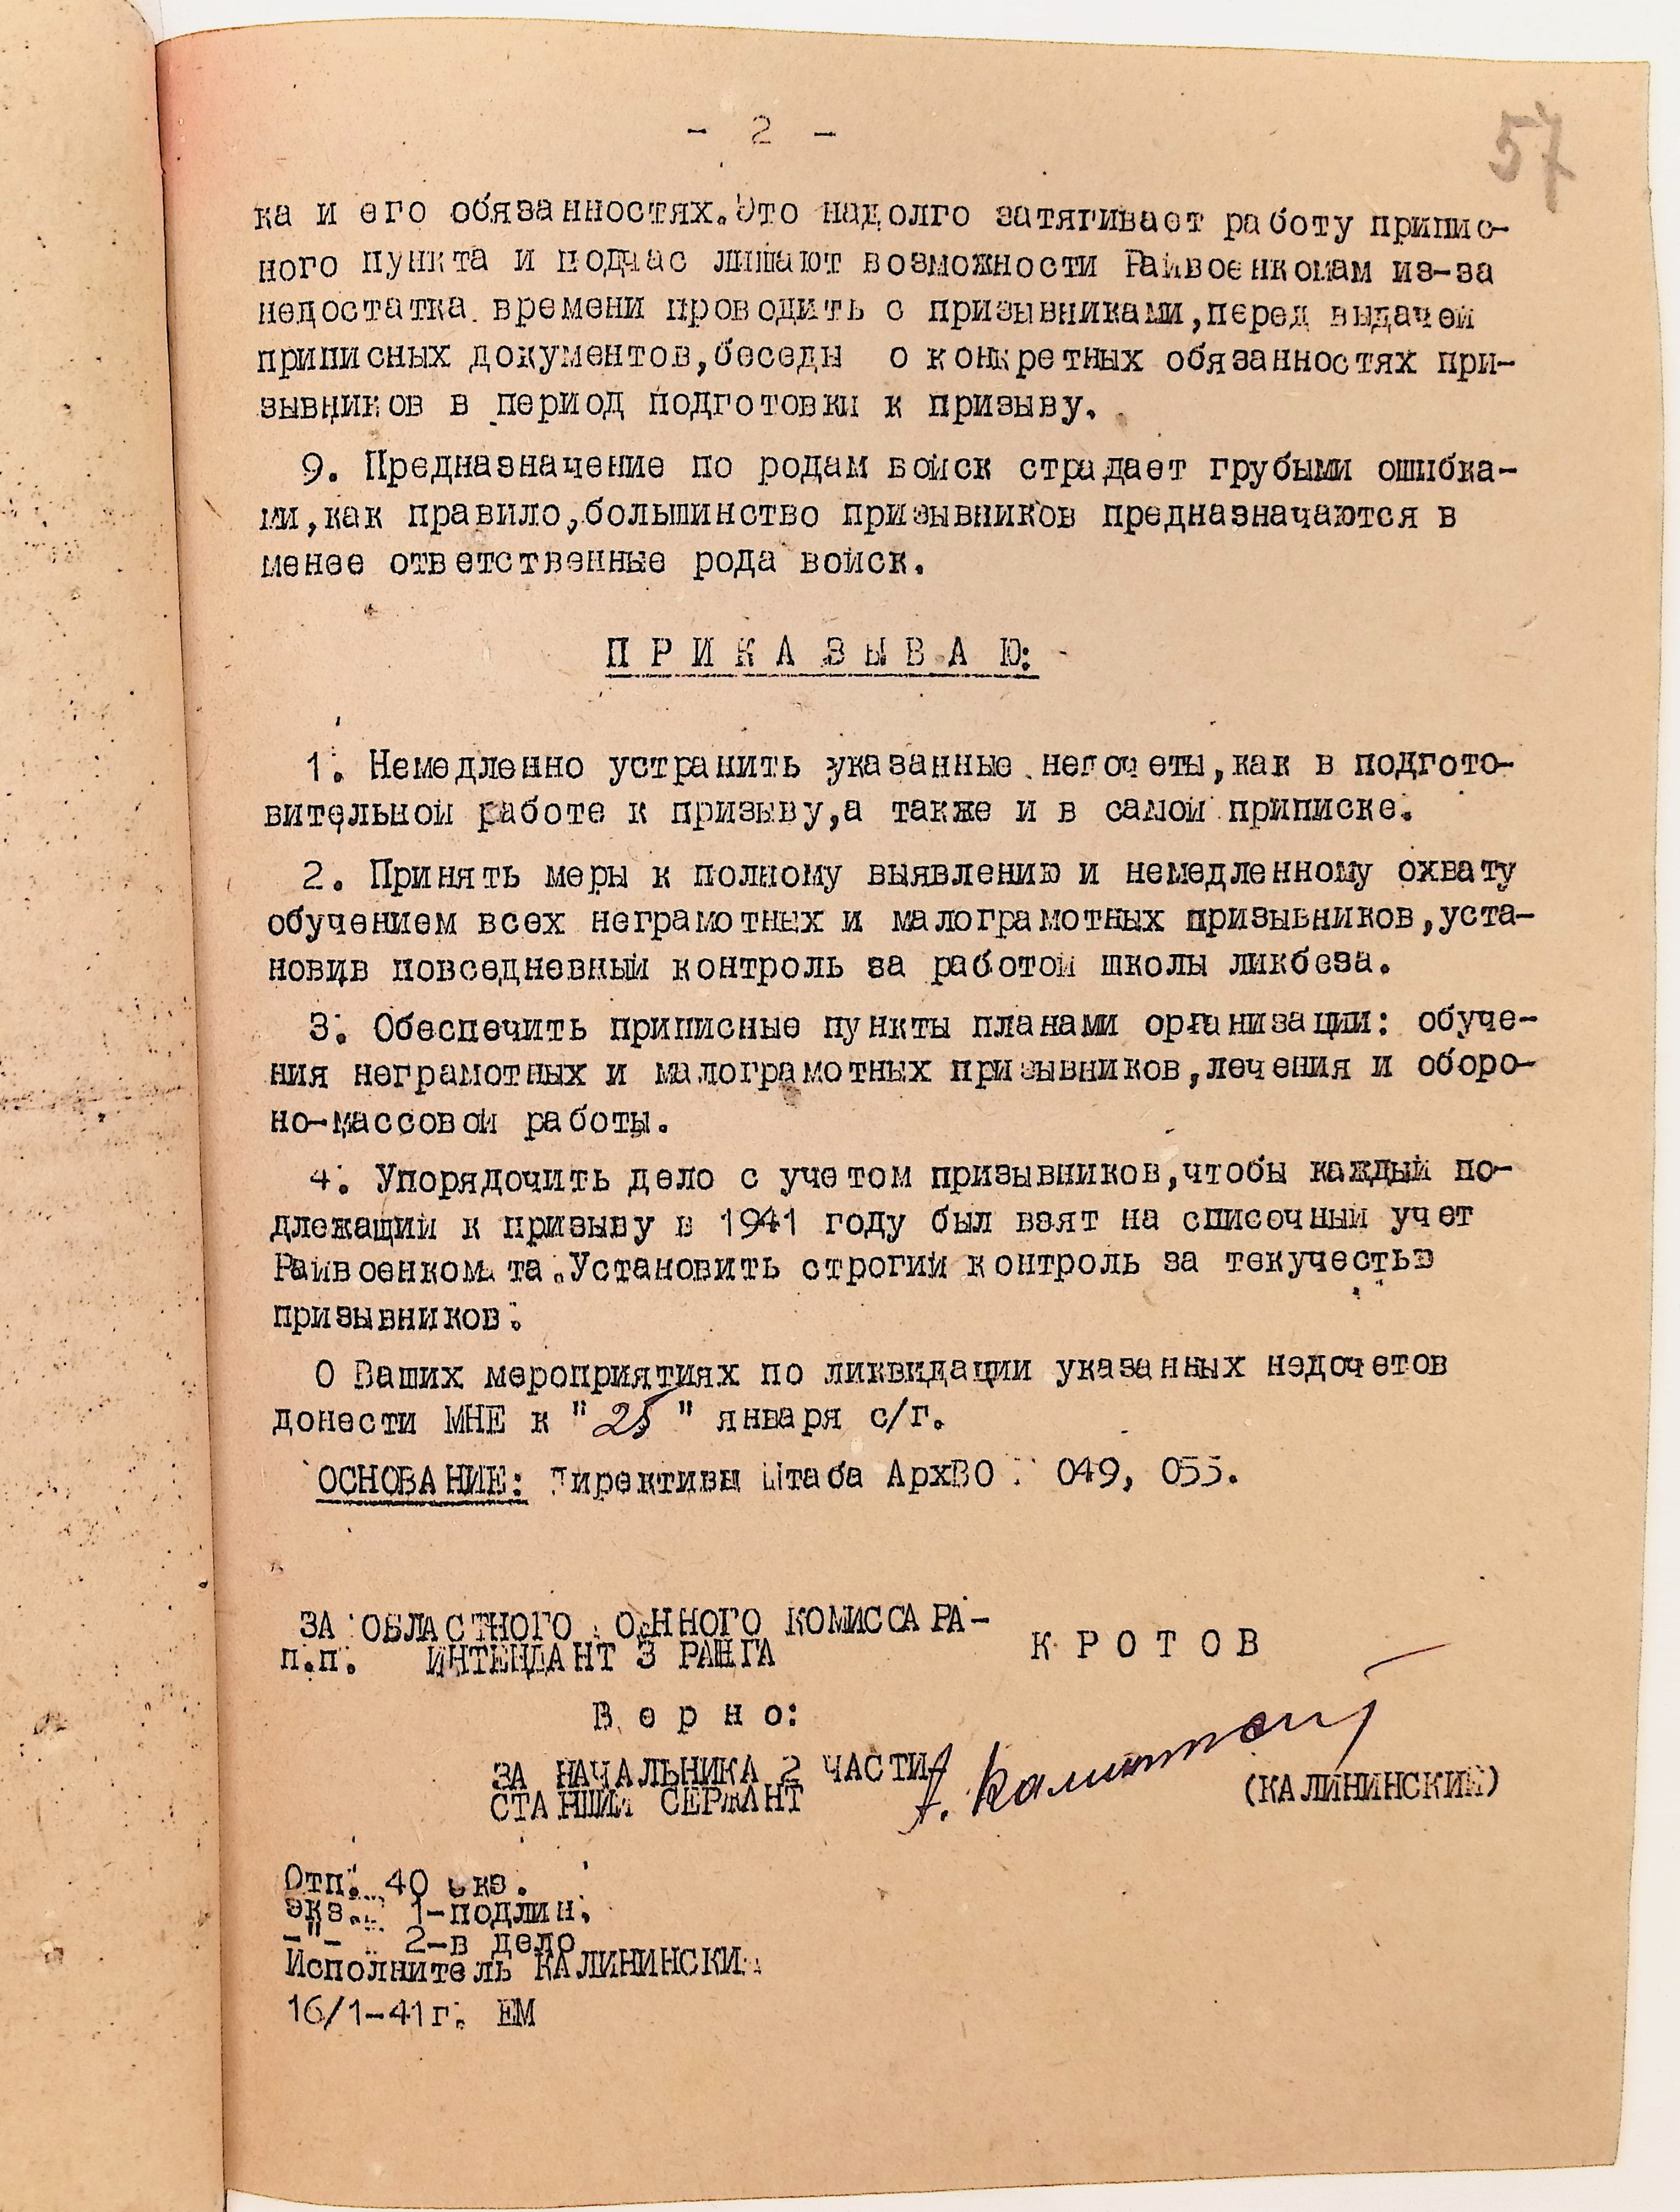 - 2 -
57
ка и его обязанностях.Это надолго затягивает работу припис-
ного пункта и подчас лишают возможности Райвоенкомам из-за
недостатка времени проводить с призывниками,перед выдачей
приписных документов,беседы о конкретных обязанностях при-
зывников в период подготовки к призыву.
9. Предназначение по родам войск страдает грубыми ошибка-
ми,как правило,большинство призывников предназначаются в
менее ответственные рода войск.
П Р И К А З Ы В А Ю:
1. Немедленно устранить указанные недочеты,как в подгото-
вительной работе к призыву,а также и в самой приписке.
2. Принять меры к полному выявлению и немедленному охвату
обучением всех неграмотных и малограмотных призывников,уста-
новив повседневный контроль за работой школы ликбеза.
3. Обеспечить приписные пункты планами организации: обуче-
ния неграмотных и малограмотных призывников,лечения и оборо-
но-массовой работы.
4. Упорядочить дело с учетом призывников,чтобы каждый по-
длежащий к призыву в 1941 году был взят на списочный учет
Райвоенкомата.Установить строгий контроль за текучестью
призывников.
О Ваших мероприятиях по ликвидации указанных недочетов
донести МНЕ к "25" января с/г.
ОСНОВАНИЕ: Директивы Штаба АрхВО 049, 055.
ЗА ОБЛАСТНОГО ВОЕННОГО КОМИССАРА-
п.п. ИНТЕНДАНТ 3 РАНГА К Р О Т О В
В е р н о:
ЗА НАЧАЛЬНИКА 2 ЧАСТИ
СТАРШИЙ СЕРЖАНТ (КАЛИНИНСКИЙ)
Отп. 40 экз.
экз. 1-подлин.
-"- 2-в дело
Исполнитель КАЛИНИНСКИЙ
16/1-41г. ЕМ